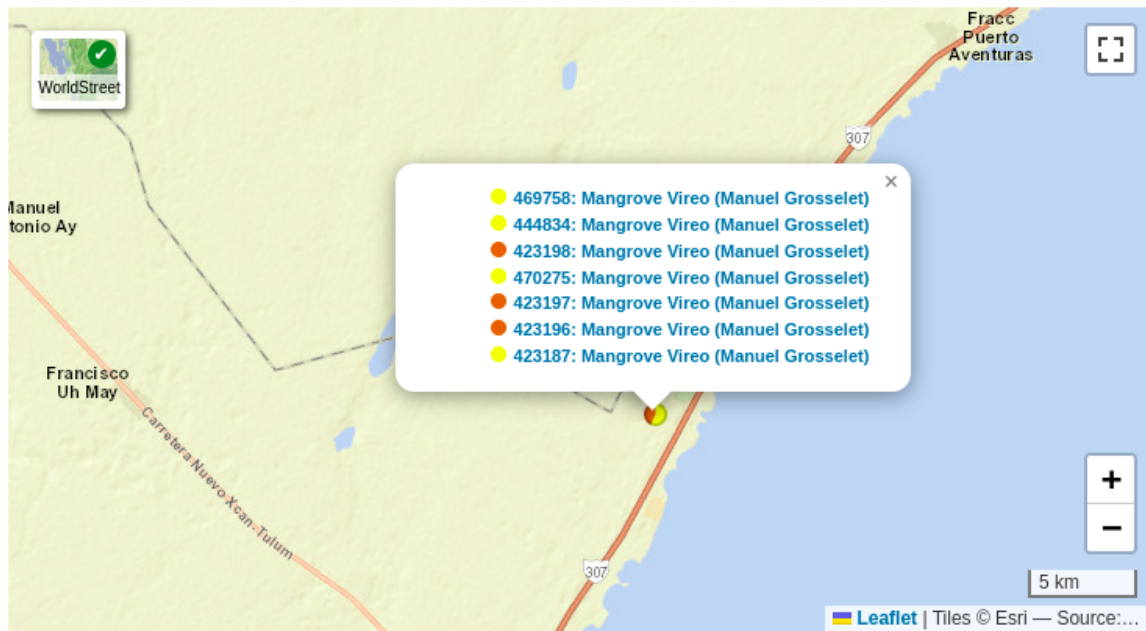 Fracc
Puerto
Aventuras
WorldStreet
307
Manuel
tonio Ay
×
469758: Mangrove Vireo (Manuel Grosselet)
444834: Mangrove Vireo (Manuel Grosselet)
423198: Mangrove Vireo (Manuel Grosselet)
470275: Mangrove Vireo (Manuel Grosselet)
423197: Mangrove Vireo (Manuel Grosselet)
423196: Mangrove Vireo (Manuel Grosselet)
423187: Mangrove Vireo (Manuel Grosselet)
Francisco
Uh May
Carretera Nuevo Xcan-Tulum
+
−
307
5 km
Leaflet | Tiles © Esri — Source:...